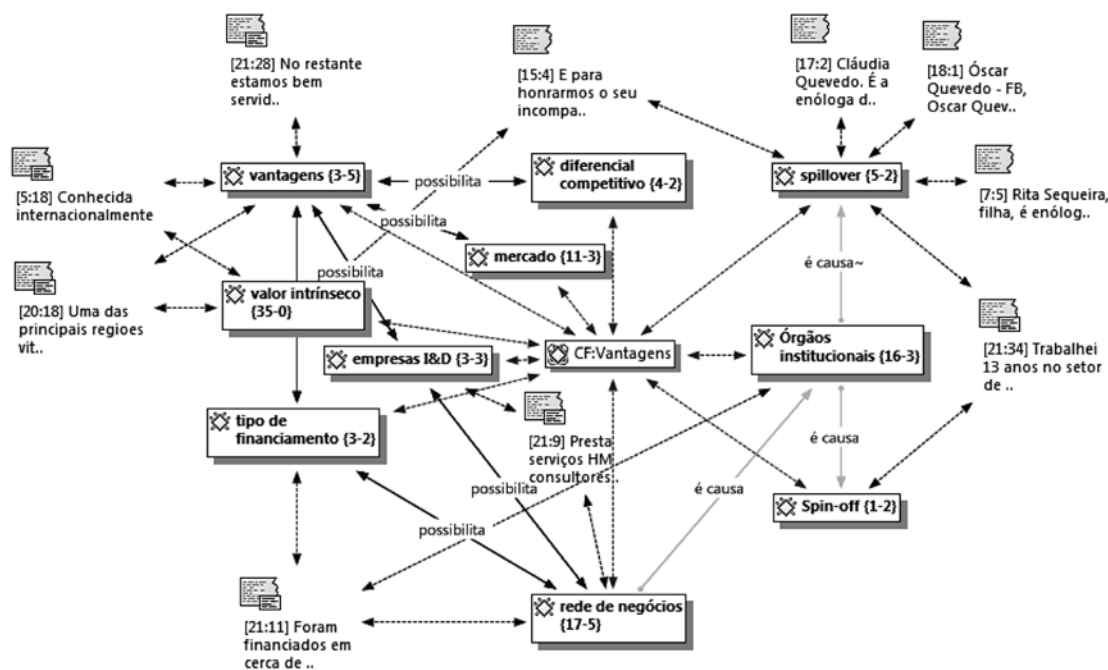 [21:28] No restante
estamos bem
servid..
[15:4] E para
honrarmos o seu
incompa..
[17:2] Cláudia
Quevedo. É a
enóloga d..
[18:1] Óscar
Quevedo - FB,
Oscar Quev..
[5:18] Conhecida
internacionalmente
vantagens {3-5}
possibilita
diferencial
competitivo {4-2}
spillover {5-2}
[7:5] Rita Sequeira,
filha, é enólog..
possibilita
mercado {11-3}
é causa~
possibilita
[20:18] Uma das
principais regioes
vit..
valor intrínseco
{35-0}
empresas I&D {3-3}
CF:Vantagens
Órgãos
institucionais {16-3}
[21:34] Trabalhei
13 anos no setor
de ..
tipo de
financiamento {3-2}
[21:9] Presta
serviços HM
consultores..
é causa
possibilita
é causa
Spin-off {1-2}
possibilita
rede de negócios
{17-5}
[21:11] Foram
financiados em
cerca de ..